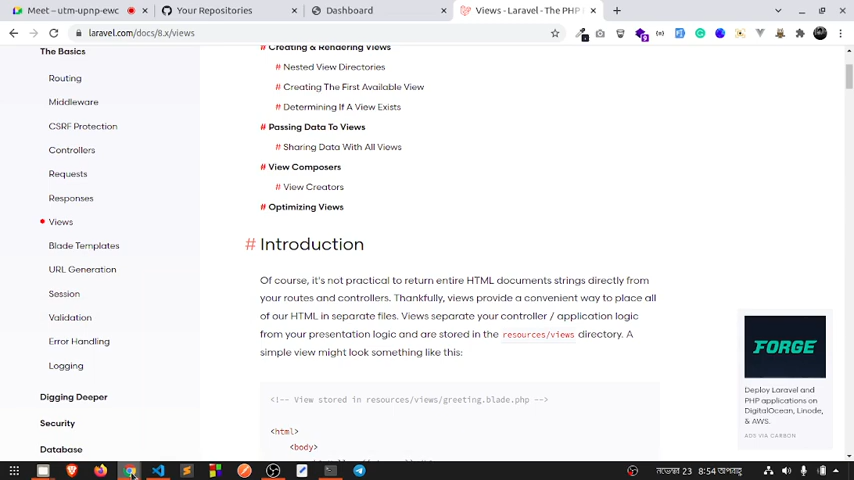 Meet – utm-upnp-ewc
Your Repositories
Dashboard
Views - Laravel - The PHP
laravel.com/docs/8.x/views
The Basics
Routing
Middleware
CSRF Protection
Controllers
Requests
Responses
Views
Blade Templates
URL Generation
Session
Validation
Error Handling
Logging
Digging Deeper
Security
Database
# Creating & Rendering Views
# Nested View Directories
# Creating The First Available View
# Determining If A View Exists
# Passing Data To Views
# Sharing Data With All Views
# View Composers
# View Creators
# Optimizing Views
# Introduction
Of course, it's not practical to return entire HTML documents strings directly from
your routes and controllers. Thankfully, views provide a convenient way to place all
of our HTML in separate files. Views separate your controller / application logic
from your presentation logic and are stored in the resources/views directory. A
simple view might look something like this:
<!-- View stored in resources/views/greeting.blade.php -->
<html>
<body>
FORGE
Deploy Laravel and
PHP applications on
DigitalOcean, Linode,
& AWS.
ADS VIA CARBON
নভেম্বর 23 8:54 অপরাহ্ণ